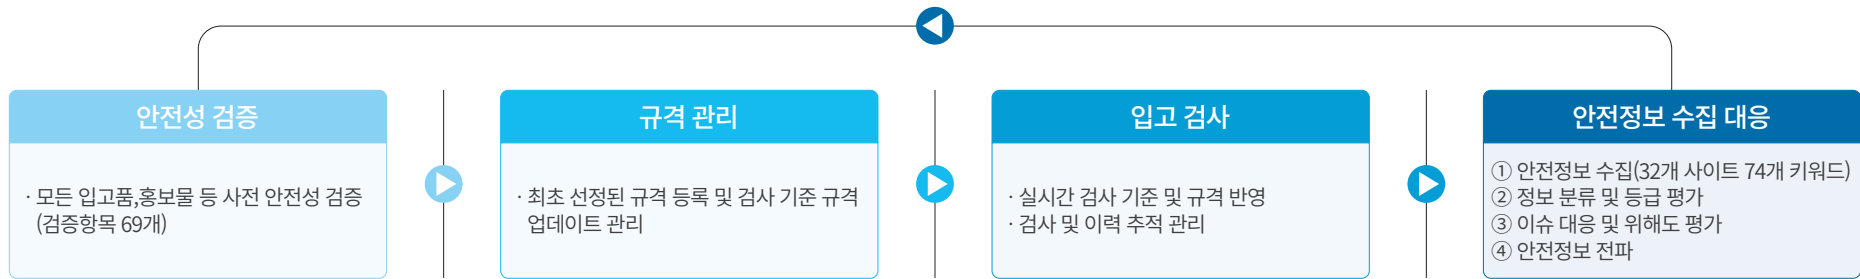 안전성 검증
· 모든 입고품,홍보물 등 사전 안전성 검증
(검증항목 69개)
규격 관리
· 최초 선정된 규격 등록 및 검사 기준 규격
업데이트 관리
입고 검사
· 실시간 검사 기준 및 규격 반영
· 검사 및 이력 추적 관리
안전정보 수집 대응
① 안전정보 수집(32개 사이트 74개 키워드)
② 정보 분류 및 등급 평가
③ 이슈 대응 및 위해도 평가
④ 안전정보 전파